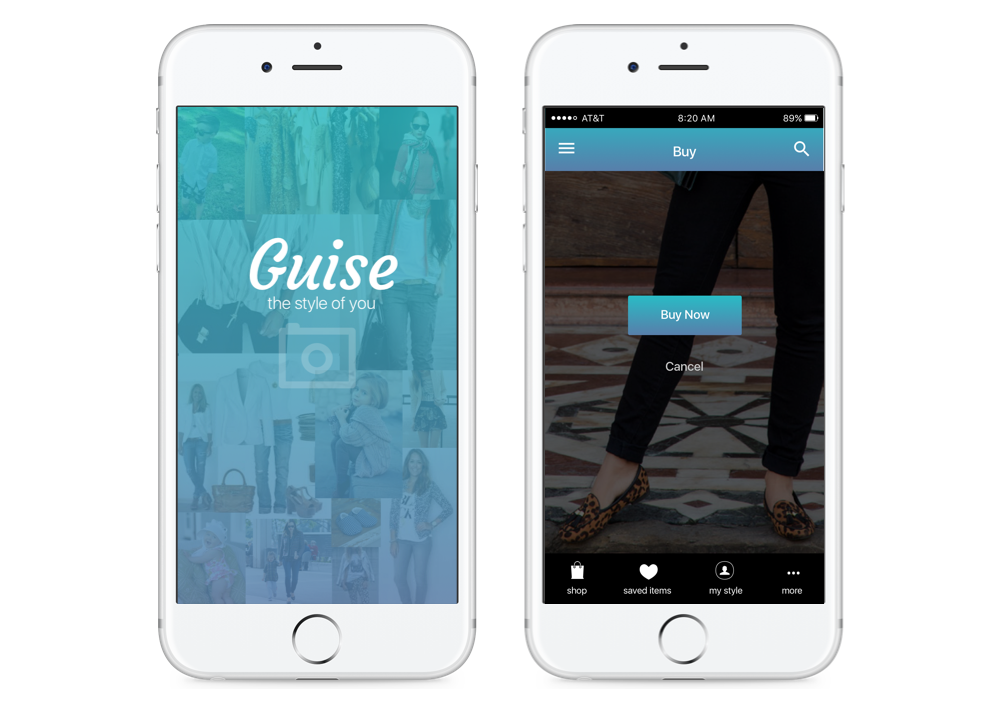 Guise
the style of you
AT&T 8:20 AM 89%
Buy
Buy Now
Cancel
shop saved items my style more